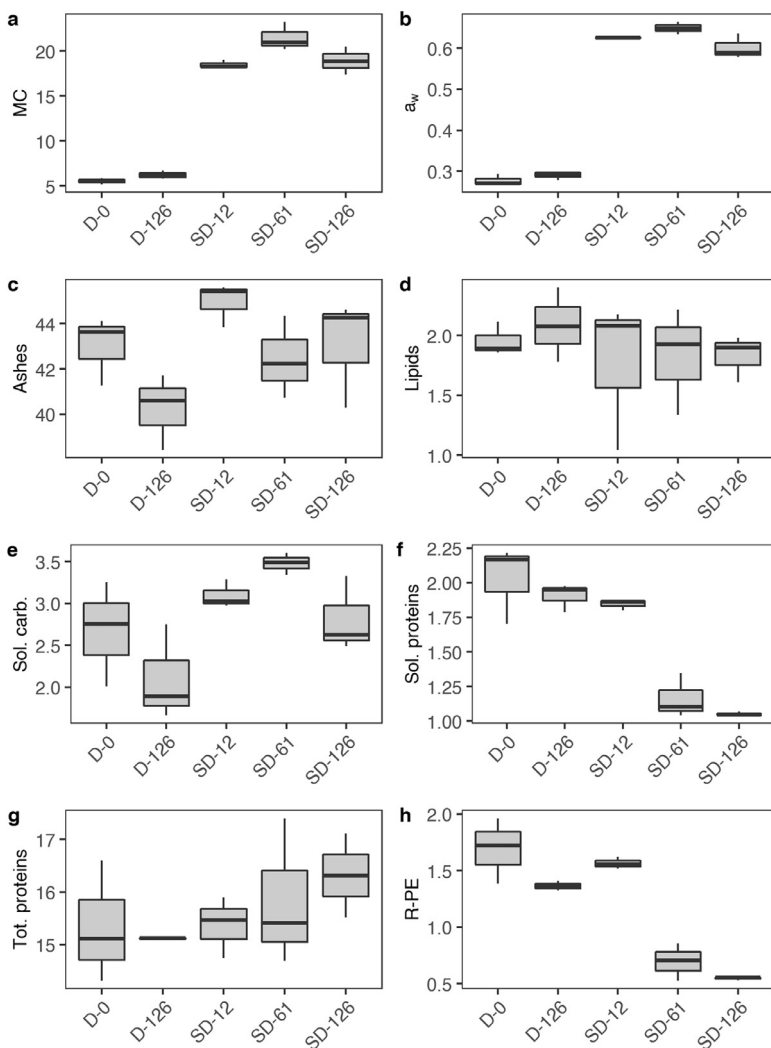 a
b
MC
20
15
10
5
D-0
D-126
SD-12
SD-61
SD-126
a_w
0.6
0.5
0.4
0.3
D-0
D-126
SD-12
SD-61
SD-126
c
d
Ashes
44
42
40
D-0
D-126
SD-12
SD-61
SD-126
Lipids
2.0
1.5
1.0
D-0
D-126
SD-12
SD-61
SD-126
e
f
Sol. carb.
3.5
3.0
2.5
2.0
D-0
D-126
SD-12
SD-61
SD-126
Sol. proteins
2.25
2.00
1.75
1.50
1.25
1.00
D-0
D-126
SD-12
SD-61
SD-126
g
h
Tot. proteins
17
16
15
D-0
D-126
SD-12
SD-61
SD-126
R-PE
2.0
1.5
1.0
0.5
D-0
D-126
SD-12
SD-61
SD-126